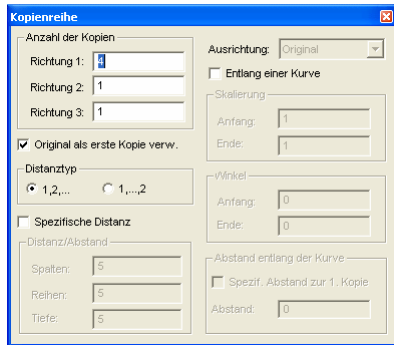 Kopienreihe
Anzahl der Kopien
Richtung 1: 4
Richtung 2: 1
Richtung 3: 1
Original als erste Kopie verw.
Distanztyp
1,2,... 1,...,2
Spezifische Distanz
Distanz/Abstand
Spalten: 5
Reihen: 5
Tiefe: 5
Ausrichtung: Original
Entlang einer Kurve
Skalierung
Anfang: 1
Ende: 1
Winkel
Anfang: 0
Ende: 0
Abstand entlang der Kurve
Spezif. Abstand zur 1. Kopie
Abstand: 0